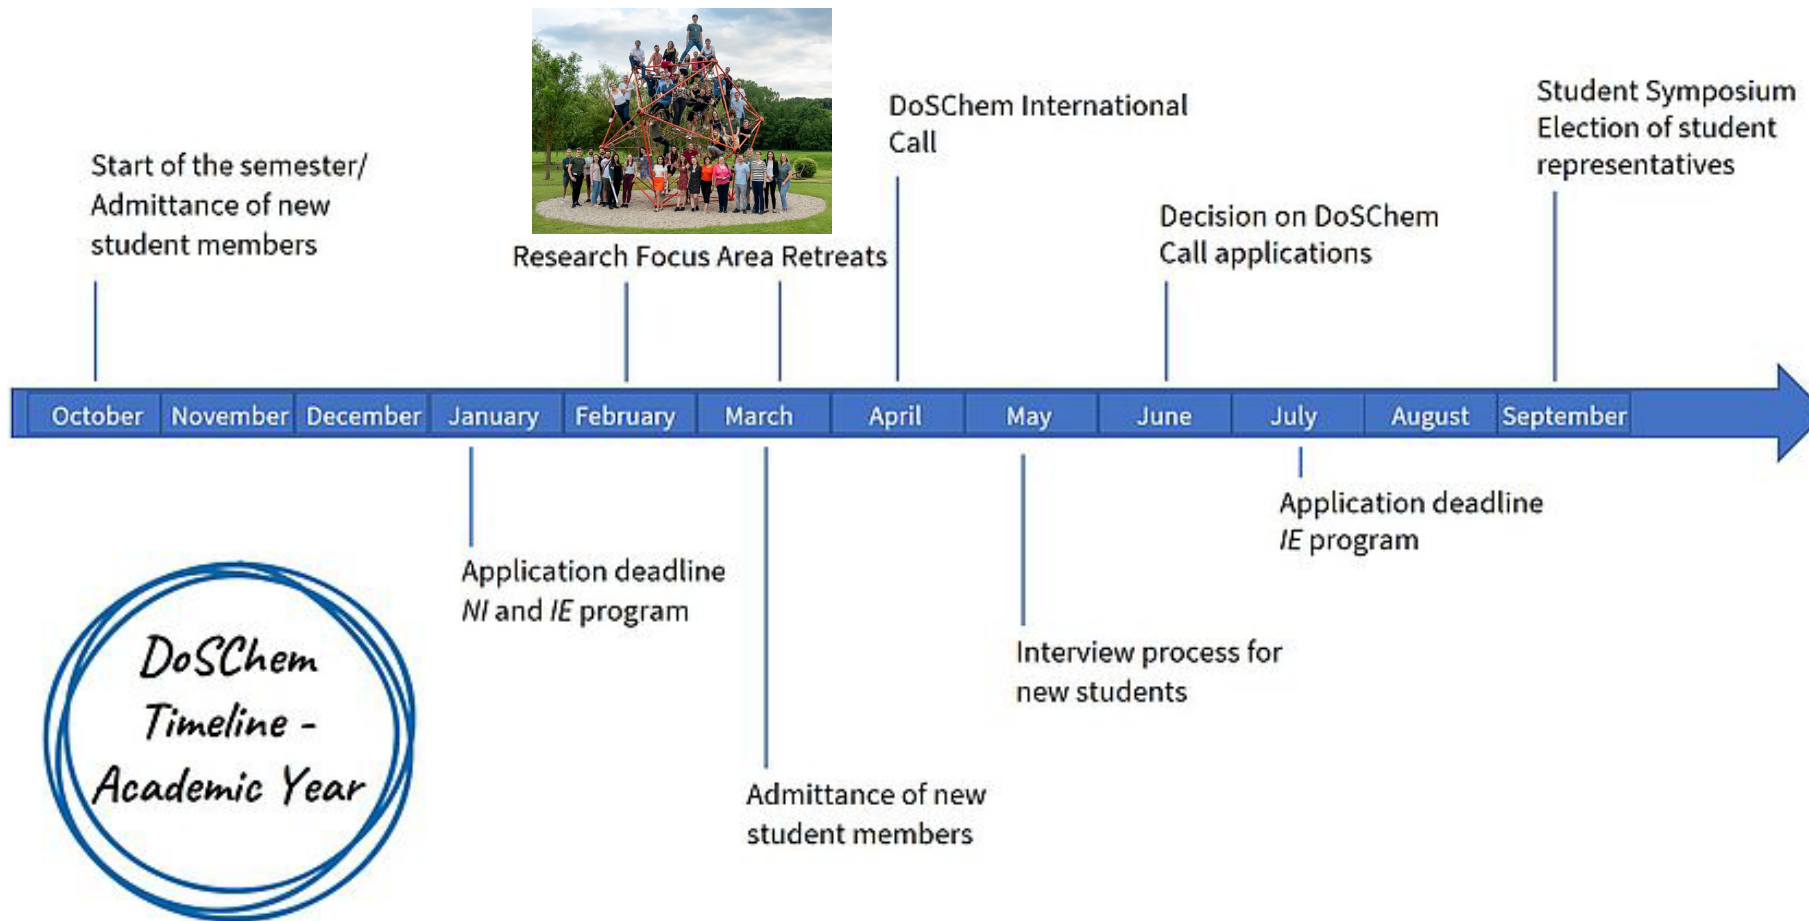 DoSChem International
Call
Student Symposium
Election of student
representatives
Start of the semester/
Admittance of new
student members
Decision on DoSChem
Call applications
Research Focus Area Retreats
October November December January February March April May June July August September
Application deadline
IE program
Application deadline
NI and IE program
Interview process for
new students
Admittance of new
student members
DoSChem
Timeline -
Academic Year